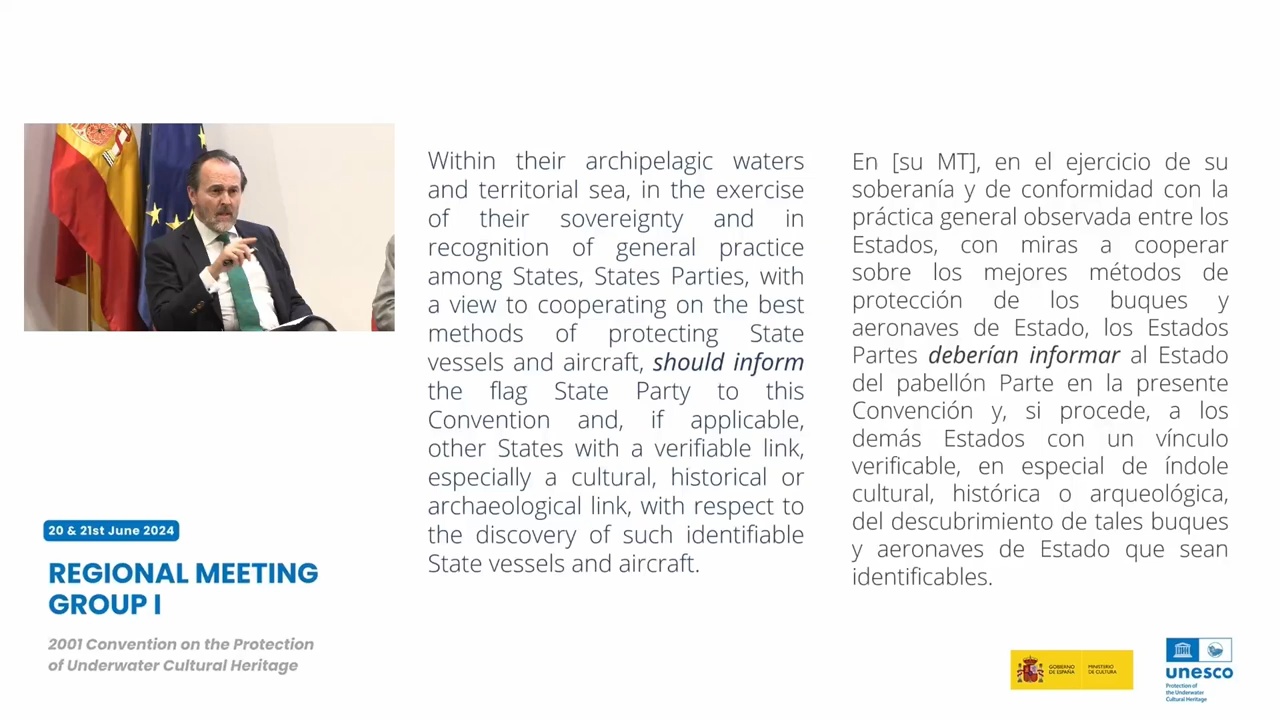 Within their archipelagic waters
and territorial sea, in the exercise
of their sovereignty and in
recognition of general practice
among States, States Parties, with
a view to cooperating on the best
methods of protecting State
vessels and aircraft, should inform
the flag State Party to this
Convention and, if applicable,
other States with a verifiable link,
especially a cultural, historical or
archaeological link, with respect to
the discovery of such identifiable
State vessels and aircraft.
En [su MT], en el ejercicio de su
soberanía y de conformidad con la
práctica general observada entre los
Estados, con miras a cooperar
sobre los mejores métodos de
protección de los buques y
aeronaves de Estado, los Estados
Partes deberían informar al Estado
del pabellón Parte en la presente
Convención y, si procede, a los
demás Estados con un vínculo
verificable, en especial de índole
cultural, histórica o arqueológica,
del descubrimiento de tales buques
y aeronaves de Estado que sean
identificables.
20 & 21st June 2024
REGIONAL MEETING
GROUP I
2001 Convention on the Protection
of Underwater Cultural Heritage
GOBIERNO
DE ESPAÑA
MINISTERIO
DE CULTURA
unesco
Protection of
the Underwater
Cultural Heritage